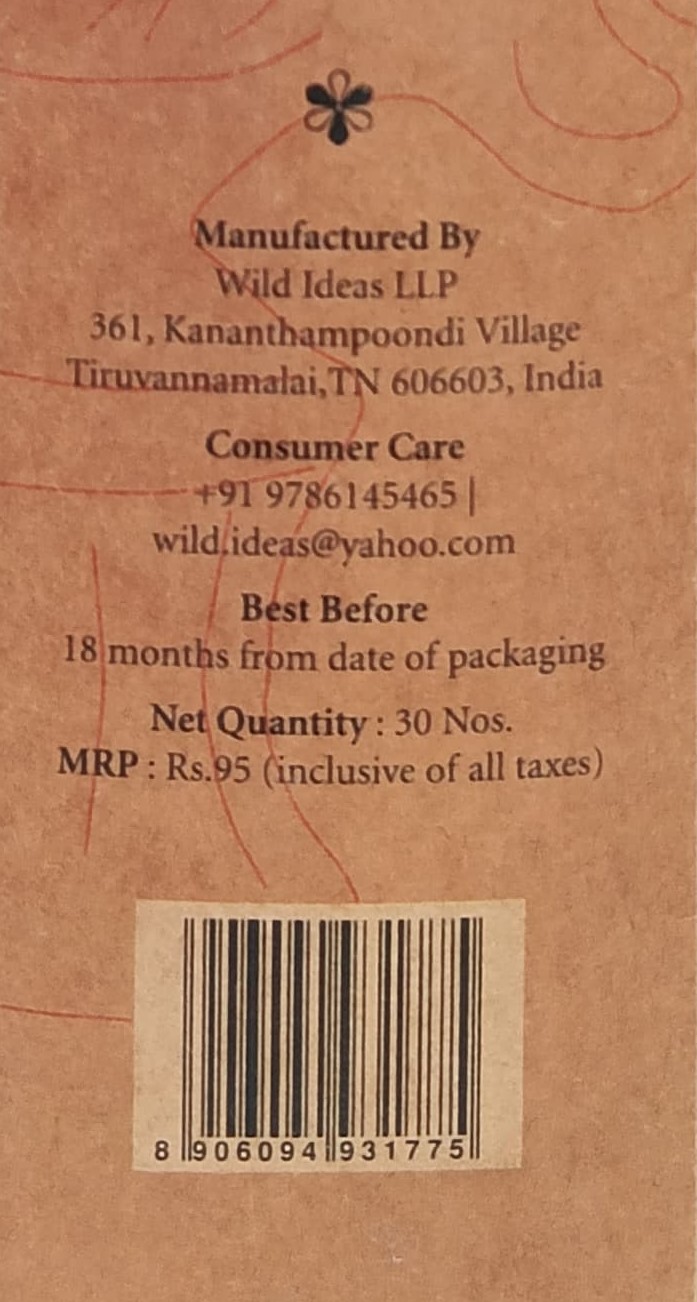 Manufactured By
Wild Ideas LLP
361, Kananthampoondi Village
Tiruvannamalai,TN 606603, India
Consumer Care
+91 9786145465 |
wild.ideas@yahoo.com
Best Before
18 months from date of packaging
Net Quantity : 30 Nos.
MRP : Rs.95 (inclusive of all taxes)
8 906094 931775